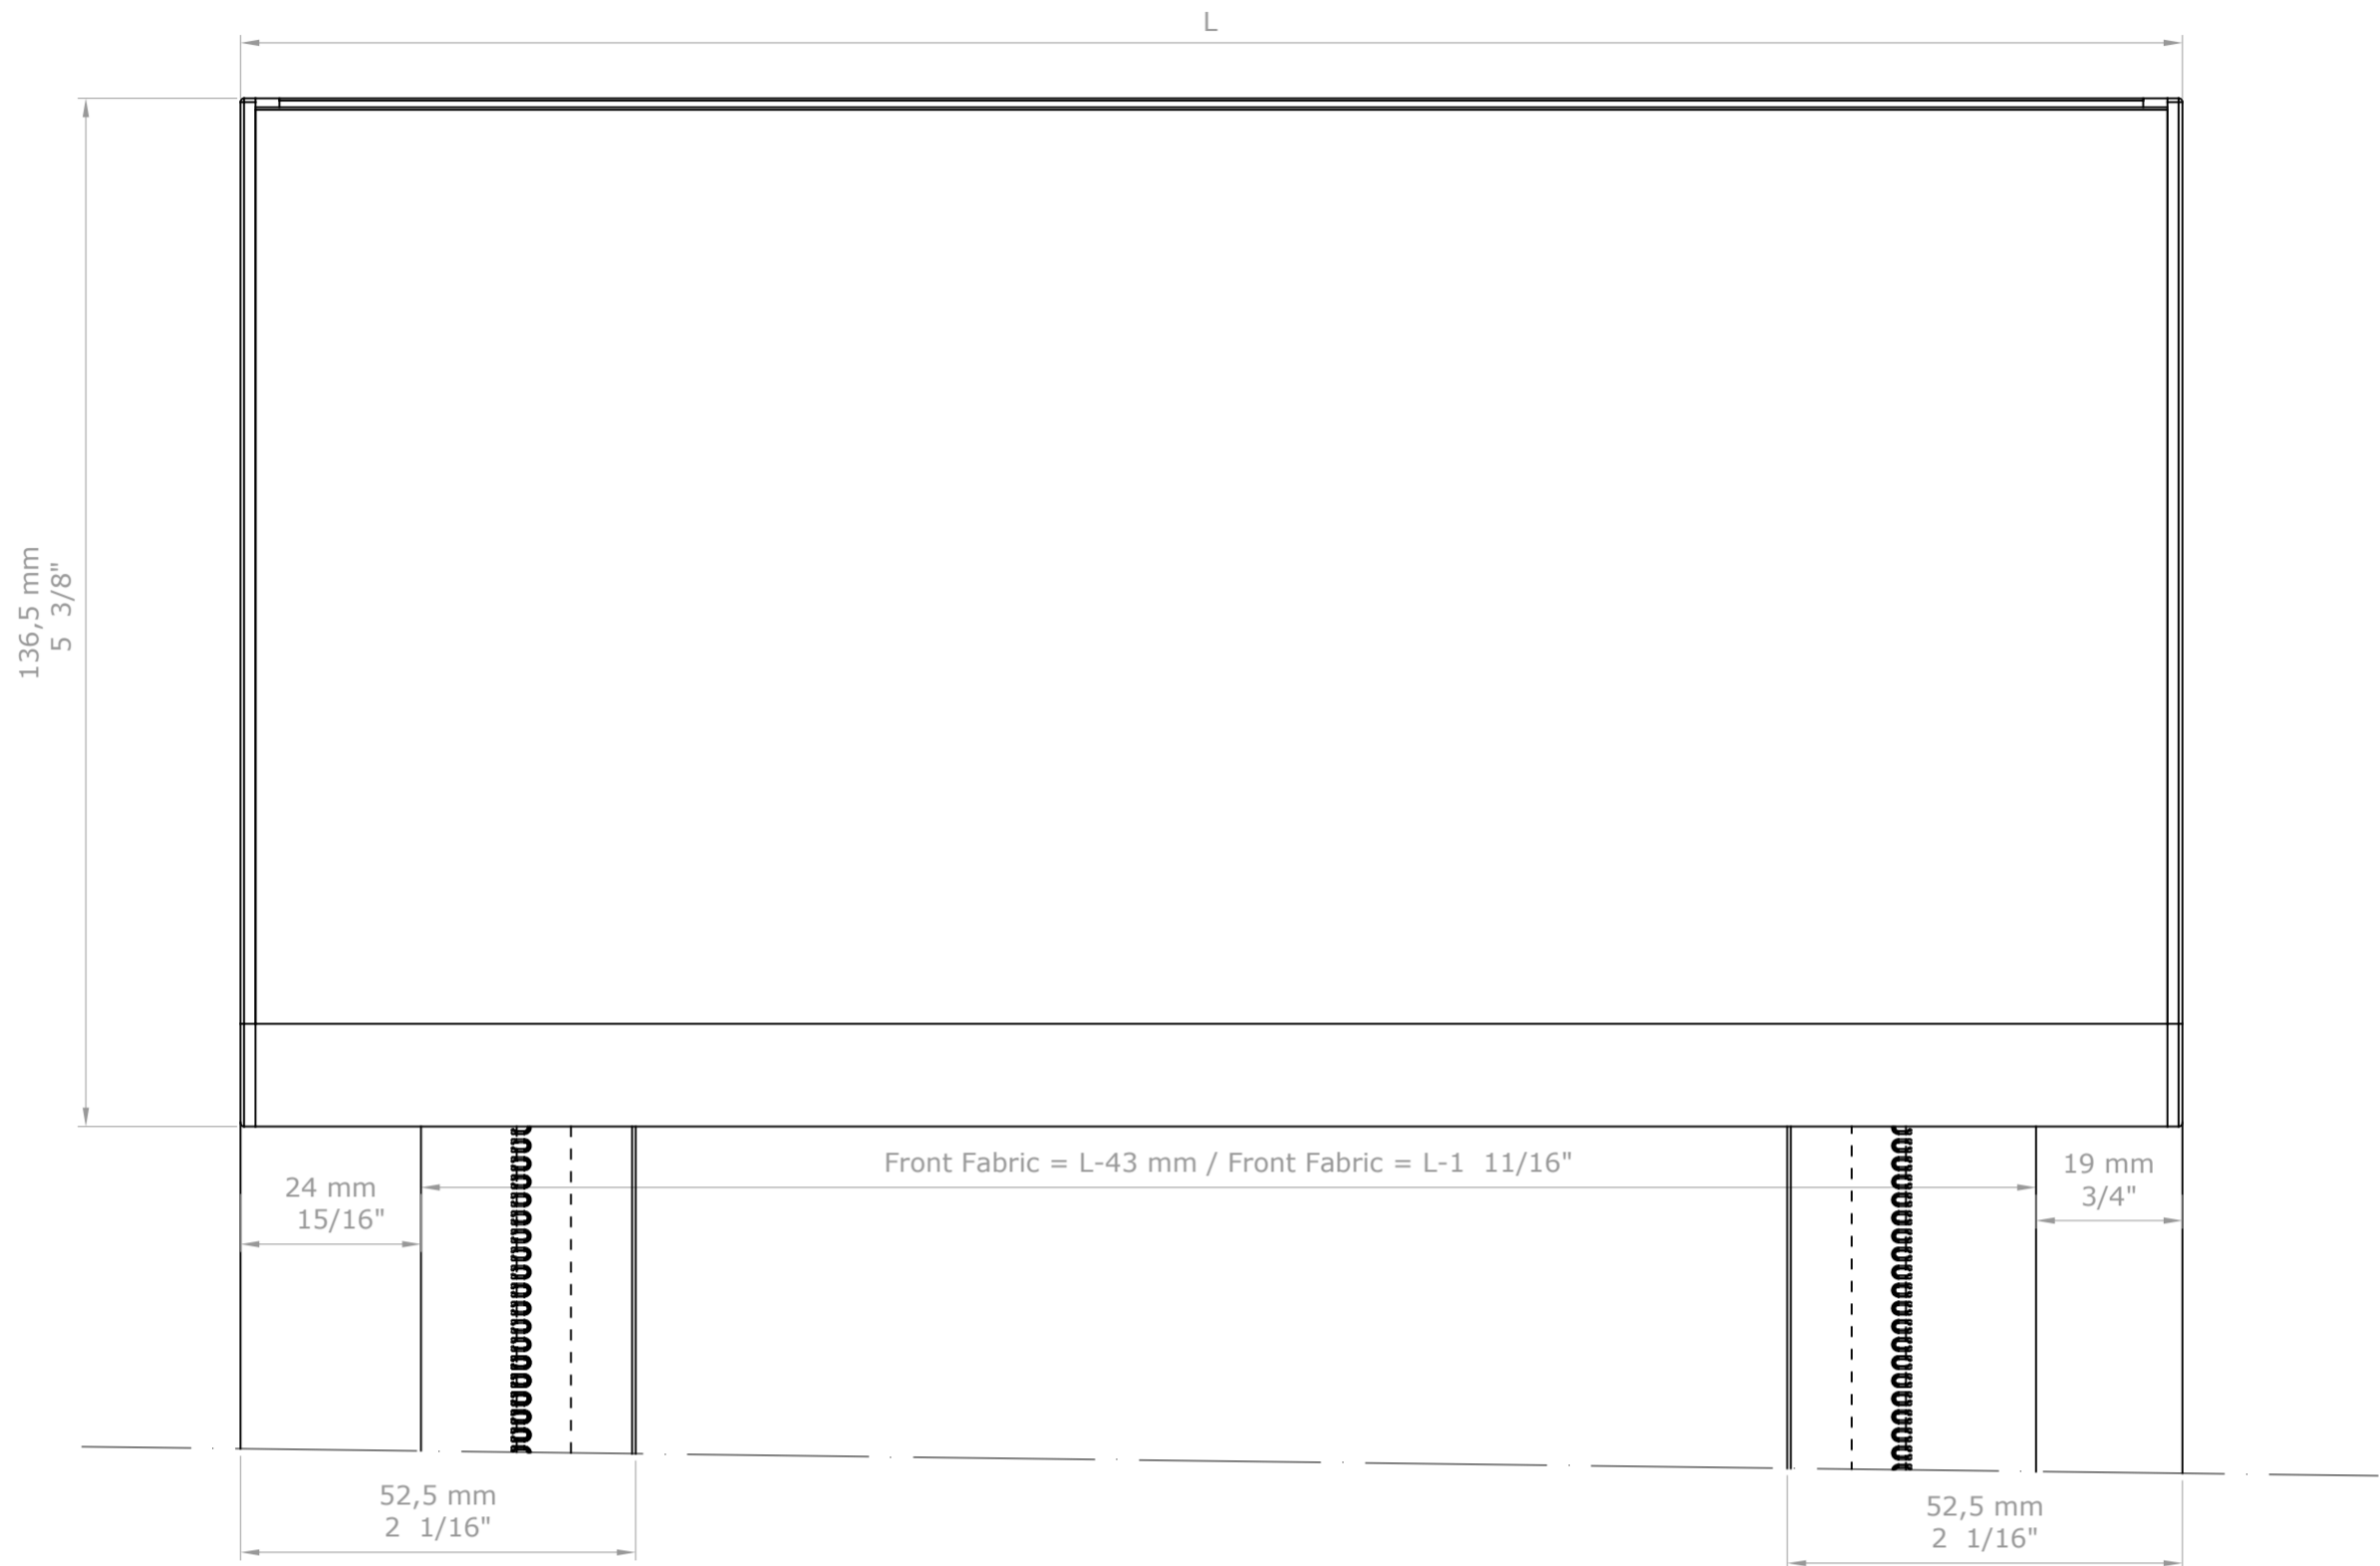 L
136,5 mm
5 3/8"
Front Fabric = L-43 mm / Front Fabric = L-1 11/16"
19 mm
3/4"
24 mm
15/16"
52,5 mm
2 1/16"
52,5 mm
2 1/16"